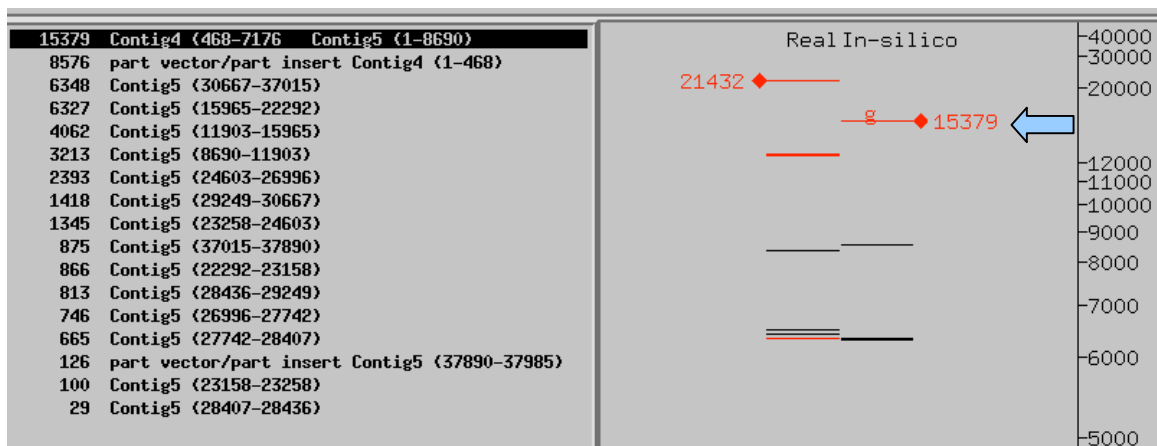 15379 Contig4 (468-7176 Contig5 (1-8690)
8576 part vector/part insert Contig4 (1-468)
6348 Contig5 (30667-37015)
6327 Contig5 (15965-22292)
4062 Contig5 (11903-15965)
3213 Contig5 (8690-11903)
2393 Contig5 (24603-26996)
1418 Contig5 (29249-30667)
1345 Contig5 (23258-24603)
875 Contig5 (37015-37890)
866 Contig5 (22292-23158)
813 Contig5 (28436-29249)
746 Contig5 (26996-27742)
665 Contig5 (27742-28407)
126 part vector/part insert Contig5 (37890-37985)
100 Contig5 (23158-23258)
29 Contig5 (28407-28436)
Real In-silico
21432
g
15379
40000
30000
20000
12000
11000
10000
9000
8000
7000
6000
5000